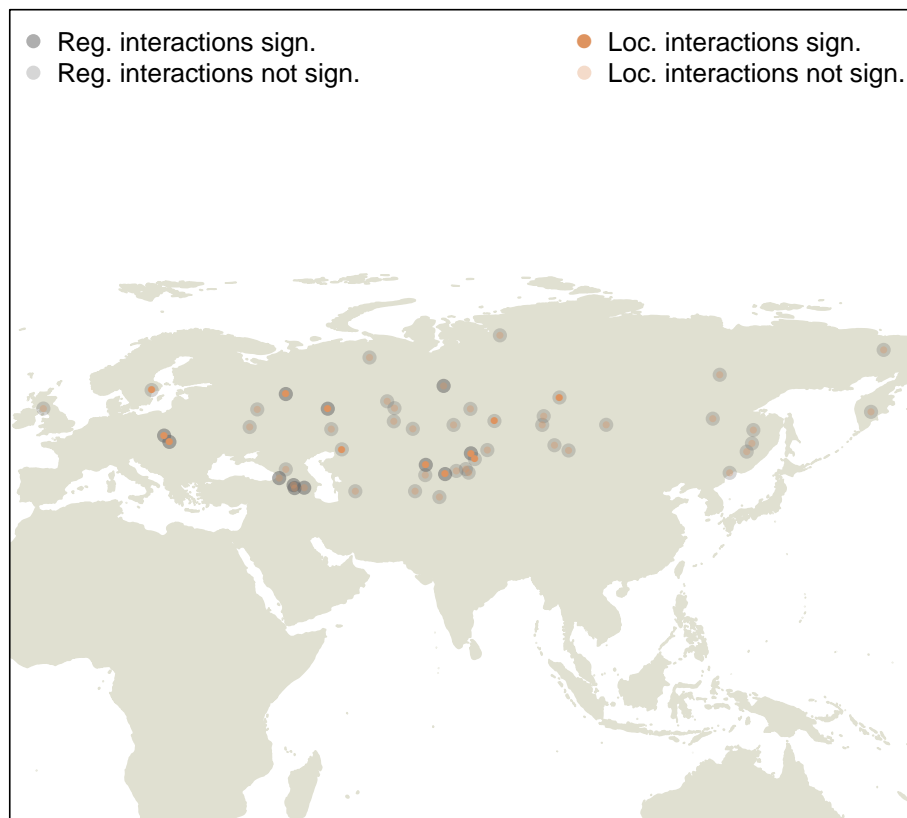 Reg. interactions sign.
Reg. interactions not sign.
Loc. interactions sign.
Loc. interactions not sign.